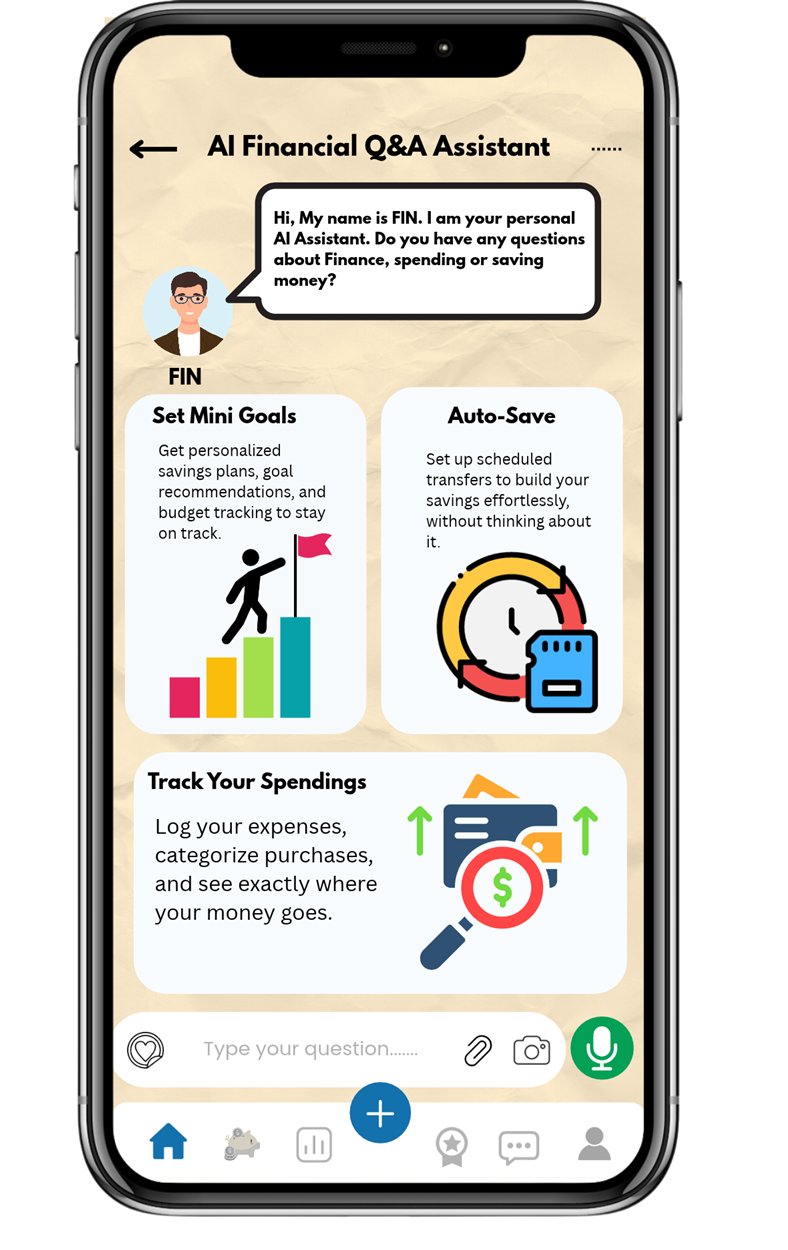 AI Financial Q&A Assistant
Hi, My name is FIN. I am your personal
AI Assistant. Do you have any questions
about Finance, spending or saving
money?
FIN
Set Mini Goals
Get personalized
savings plans, goal
recommendations, and
budget tracking to stay
on track.
Auto-Save
Set up scheduled
transfers to build your
savings effortlessly,
without thinking about
it.
Track Your Spendings
Log your expenses,
categorize purchases,
and see exactly where
your money goes.
$
Type your question.......